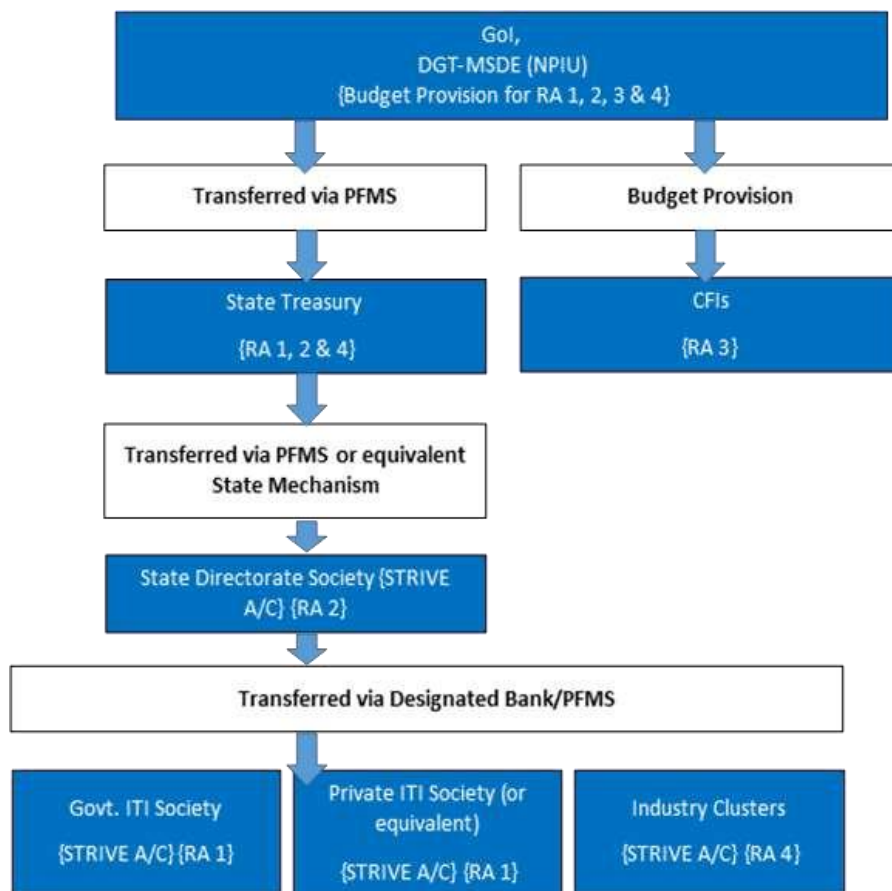 GoI,
DGT-MSDE (NPIU)
{Budget Provision for RA 1, 2, 3 & 4}
Transferred via PFMS
Budget Provision
State Treasury
{RA 1, 2 & 4}
CFIs
{RA 3}
Transferred via PFMS or equivalent
State Mechanism
State Directorate Society {STRIVE
A/C} {RA 2}
Transferred via Designated Bank/PFMS
Govt. ITI Society
{STRIVE A/C} {RA 1}
Private ITI Society (or
equivalent)
{STRIVE A/C} {RA 1}
Industry Clusters
{STRIVE A/C} {RA 4}